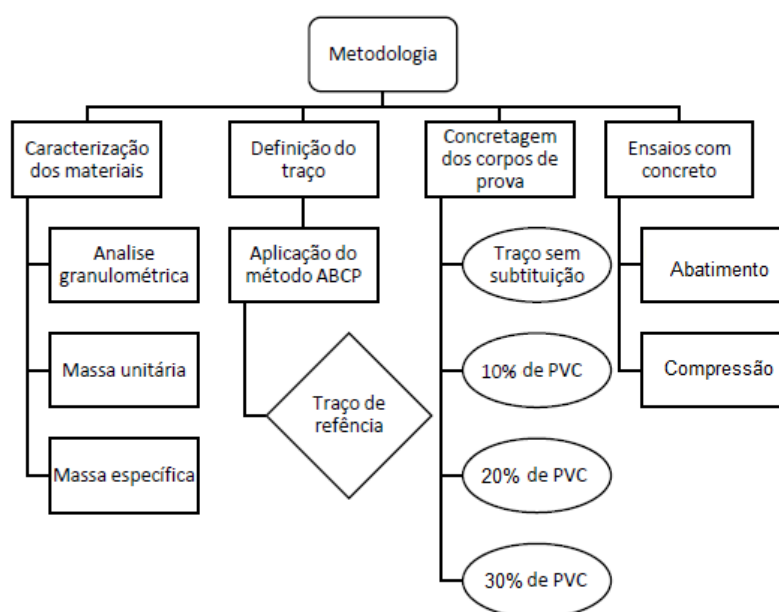 Metodologia
Caracterização
dos materiais
Analise
granulométrica
Massa unitária
Massa específica
Definição do
traço
Aplicação do
método ABCP
Traço de
refência
Concretagem
dos corpos de
prova
Traço sem
subtituição
10% de PVC
20% de PVC
30% de PVC
Ensaios com
concreto
Abatimento
Compressão